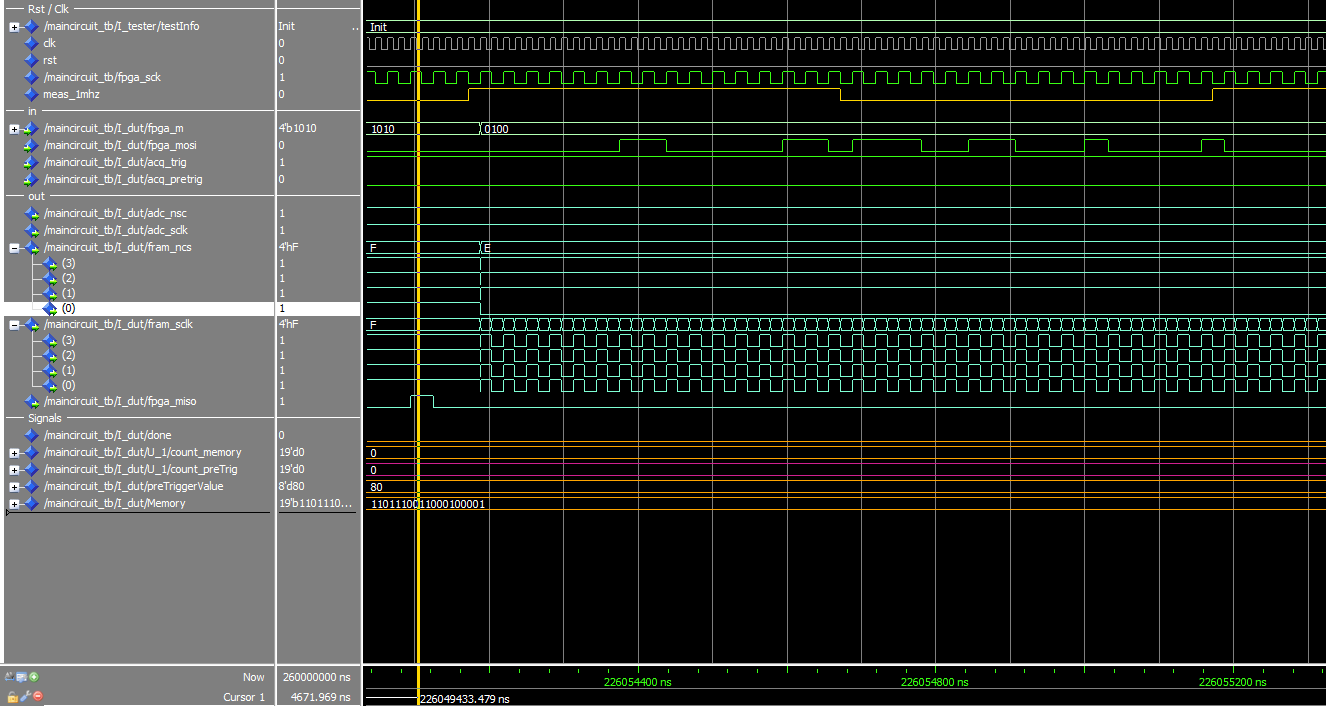 Rst / Clk
/maincircuit_tb/I_tester/testInfo Init .. Init
clk 0
rst 0
/maincircuit_tb/fpga_sck 1
meas_1mhz 0
in
/maincircuit_tb/I_dut/fpga_m 4'b1010 1010 0100
/maincircuit_tb/I_dut/fpga_mosi 0
/maincircuit_tb/I_dut/acq_trig 1
/maincircuit_tb/I_dut/acq_pretrig 0
out
/maincircuit_tb/I_dut/adc_nsc 1
/maincircuit_tb/I_dut/adc_sclk 1
/maincircuit_tb/I_dut/fram_ncs 4'hF F E
(3) 1
(2) 1
(1) 1
(0) 1
/maincircuit_tb/I_dut/fram_sclk 4'hF F
(3) 1
(2) 1
(1) 1
(0) 1
/maincircuit_tb/I_dut/fpga_miso 1
Signals
/maincircuit_tb/I_dut/done 0
/maincircuit_tb/I_dut/U_1/count_memory 19'd0 0
/maincircuit_tb/I_dut/U_1/count_preTrig 19'd0 0
/maincircuit_tb/I_dut/preTriggerValue 8'd80 80
/maincircuit_tb/I_dut/Memory 19'b1101110... 1101110011000100001
Now 260000000 ns 226054400 ns 226054800 ns 226055200 ns
Cursor 1 4671.969 ns 226049433.479 ns